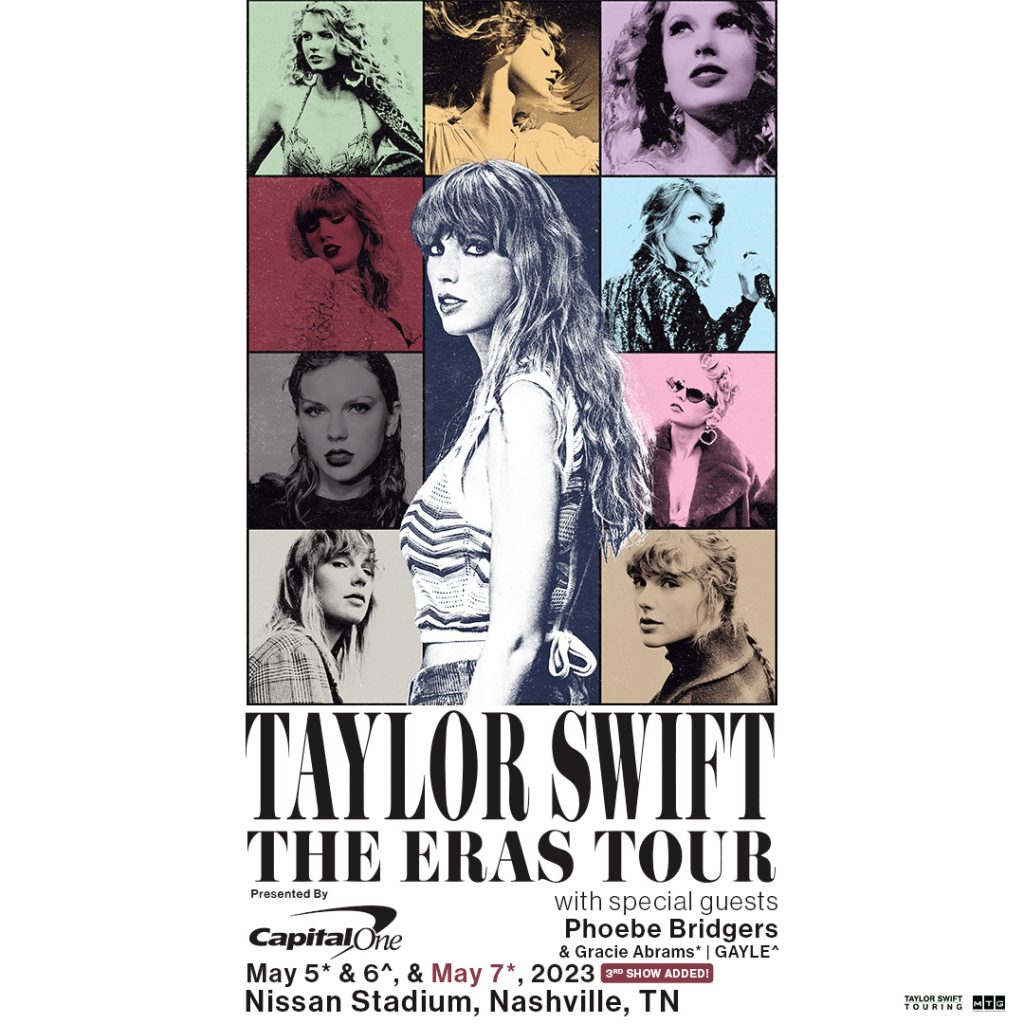 TAYLOR SWIFT
THE ERAS TOUR
Presented By
Capital One
with special guests
Phoebe Bridgers
& Gracie Abrams* | GAYLE^
May 5* & 6^, & May 7*, 2023 3RD SHOW ADDED!
Nissan Stadium, Nashville, TN
TAYLOR SWIFT
TOURING
MTG